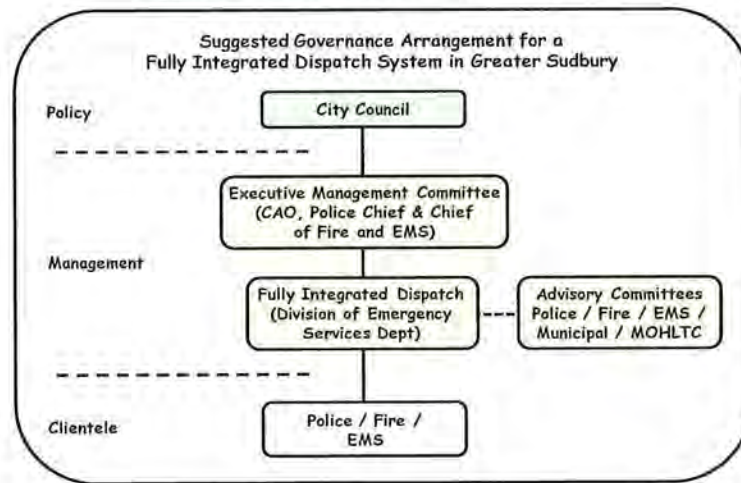 Suggested Governance Arrangement for a
Fully Integrated Dispatch System in Greater Sudbury
Policy
City Council
Executive Management Committee
(CAO, Police Chief & Chief
of Fire and EMS)
Management
Fully Integrated Dispatch
(Division of Emergency
Services Dept)
Advisory Committees
Police / Fire / EMS /
Municipal / MOHLTC
Clientele
Police / Fire /
EMS